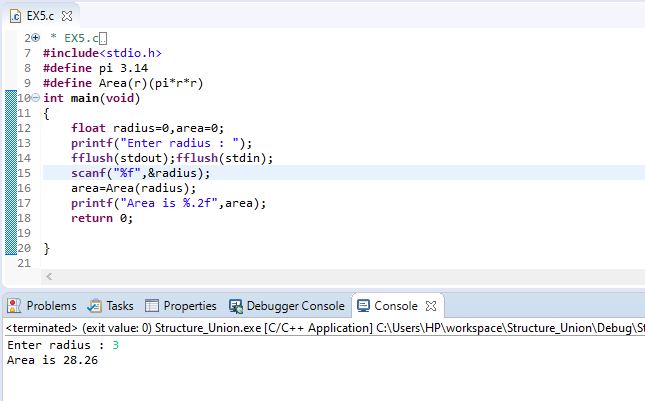 EX5.c
2 * EX5.c
7 #include<stdio.h>
8 #define pi 3.14
9 #define Area(r)(pi*r*r)
10 int main(void)
11 {
12     float radius=0,area=0;
13     printf("Enter radius : ");
14     fflush(stdout);fflush(stdin);
15     scanf("%f",&radius);
16     area=Area(radius);
17     printf("Area is %.2f",area);
18     return 0;
19
20 }
21
Problems Tasks Properties Debugger Console Console
<terminated> (exit value: 0) Structure_Union.exe [C/C++ Application] C:\Users\HP\workspace\Structure_Union\Debug\St
Enter radius : 3
Area is 28.26